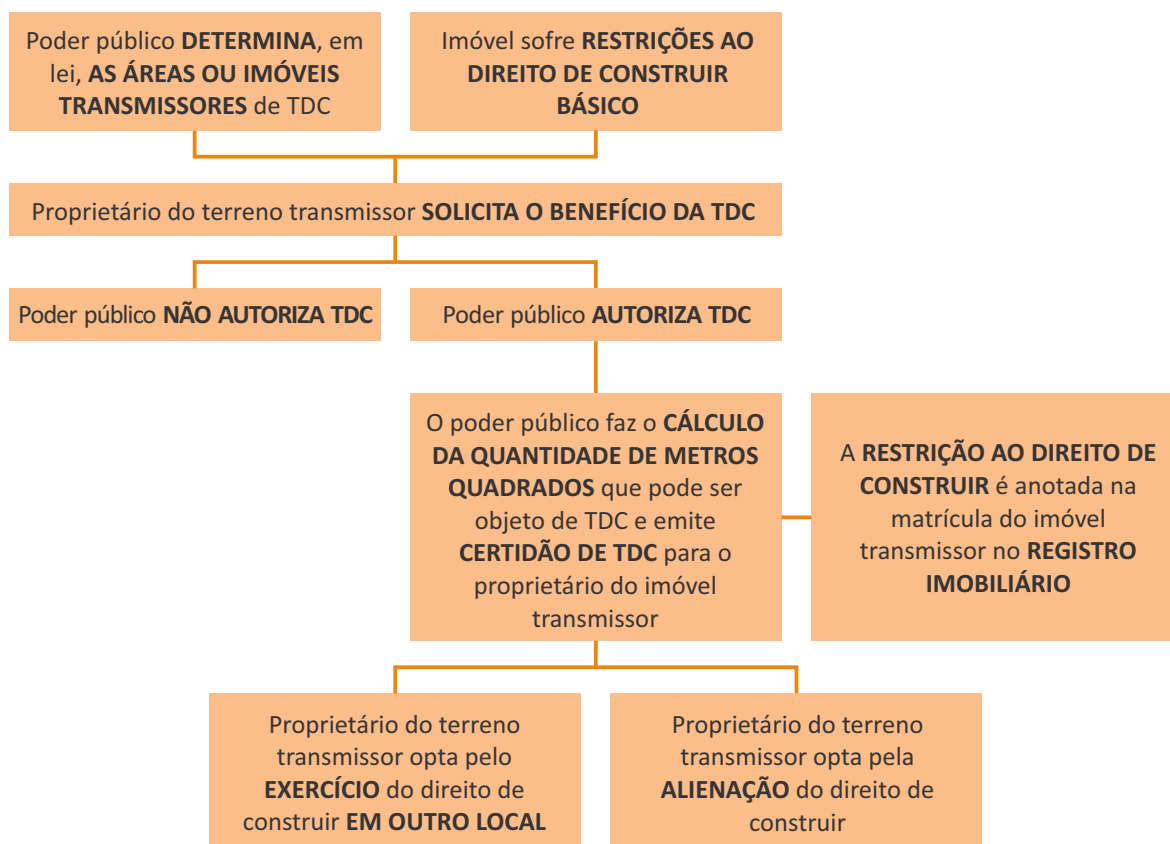 Poder público DETERMINA, em
lei, AS ÁREAS OU IMÓVEIS
TRANSMISSORES de TDC
Imóvel sofre RESTRIÇÕES AO
DIREITO DE CONSTRUIR
BÁSICO
Proprietário do terreno transmissor SOLICITA O BENEFÍCIO DA TDC
Poder público NÃO AUTORIZA TDC
Poder público AUTORIZA TDC
O poder público faz o CÁLCULO
DA QUANTIDADE DE METROS
QUADRADOS que pode ser
objeto de TDC e emite
CERTIDÃO DE TDC para o
proprietário do imóvel
transmissor
A RESTRIÇÃO AO DIREITO DE
CONSTRUIR é anotada na
matrícula do imóvel
transmissor no REGISTRO
IMOBILIÁRIO
Proprietário do terreno
transmissor opta pelo
EXERCÍCIO do direito de
construir EM OUTRO LOCAL
Proprietário do terreno
transmissor opta pela
ALIENAÇÃO do direito de
construir